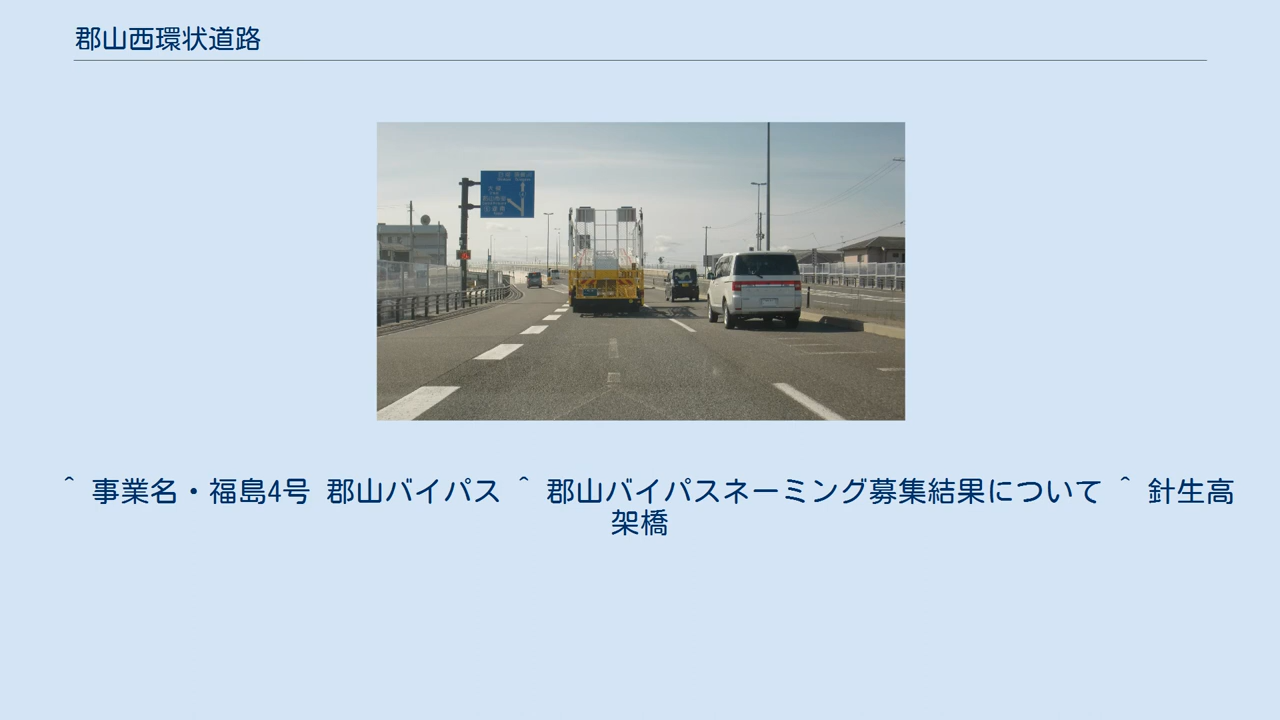 郡山西環状道路
^ 事業名・福島4号 郡山バイパス ^ 郡山バイパスネーミング募集結果について ^ 針生高
架橋